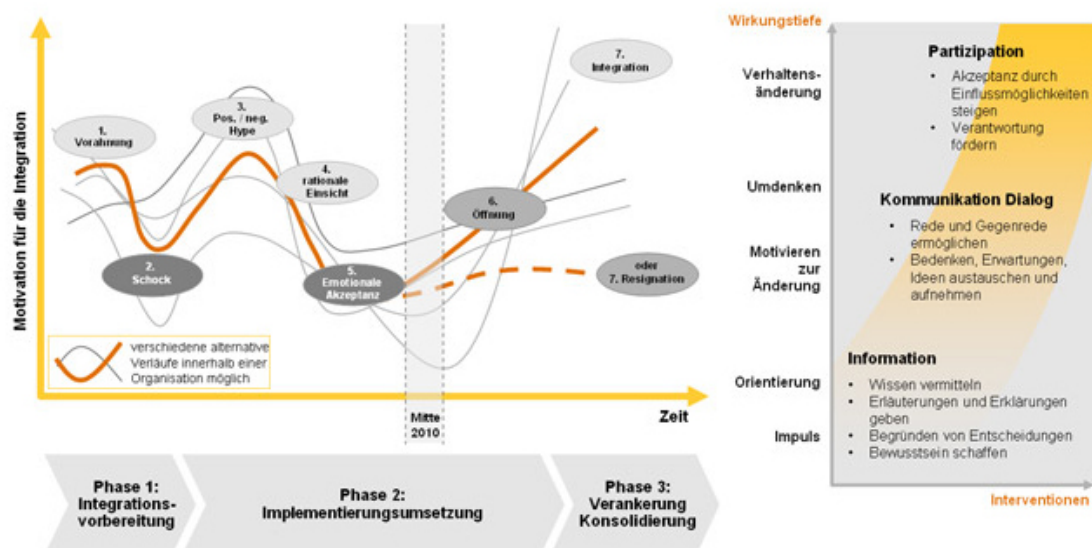 Motivation für die Integration
1.
Vorahnung
2.
Schock
3.
Pos. / neg.
Hype
4.
rationale
Einsicht
5.
Emotionale
Akzeptanz
6.
Öffnung
7.
Integration
oder
7. Resignation
verschiedene alternative
Verläufe innerhalb einer
Organisation möglich
Zeit
Mitte
2010
Phase 1:
Integrations-
vorbereitung
Phase 2:
Implementierungsumsetzung
Phase 3:
Verankerung
Konsolidierung
Wirkungstiefe
Verhaltens-
änderung
Umdenken
Motivieren
zur
Änderung
Orientierung
Impuls
Partizipation
• Akzeptanz durch
Einflussmöglichkeiten
steigen
• Verantwortung
fördern
Kommunikation Dialog
• Rede und Gegenrede
ermöglichen
• Bedenken, Erwartungen,
Ideen austauschen und
aufnehmen
Information
• Wissen vermitteln
• Erläuterungen und Erklärungen
geben
• Begründen von Entscheidungen
• Bewusstsein schaffen
Interventionen